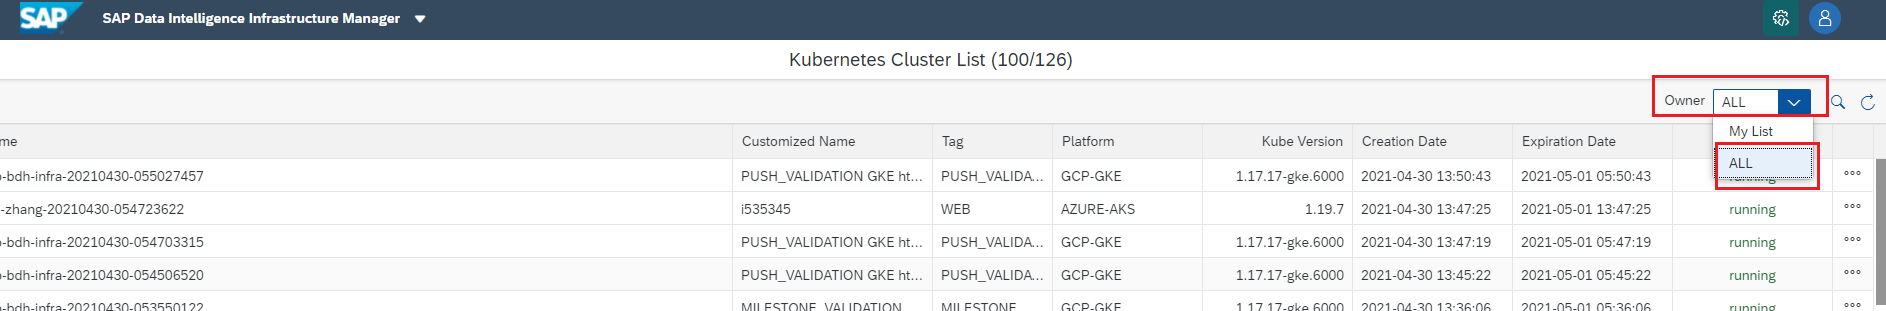 SAP SAP Data Intelligence Infrastructure Manager
Kubernetes Cluster List (100/126)
Owner ALL
My List
ALL
me Customized Name Tag Platform Kube Version Creation Date Expiration Date
-bdh-infra-20210430-055027457 PUSH_VALIDATION GKE ht... PUSH_VALIDA... GCP-GKE 1.17.17-gke.6000 2021-04-30 13:50:43 2021-05-01 05:50:43 running
-zhang-20210430-054723622 i535345 WEB AZURE-AKS 1.19.7 2021-04-30 13:47:25 2021-05-01 13:47:25 running
-bdh-infra-20210430-054703315 PUSH_VALIDATION GKE ht... PUSH_VALIDA... GCP-GKE 1.17.17-gke.6000 2021-04-30 13:47:19 2021-05-01 05:47:19 running
-bdh-infra-20210430-054506520 PUSH_VALIDATION GKE ht... PUSH_VALIDA... GCP-GKE 1.17.17-gke.6000 2021-04-30 13:45:22 2021-05-01 05:45:22 running
-bdh-infra-20210430-053550122 MILESTONE_VALIDATION MILESTONE GCP-GKE 1.17.17-gke.6000 2021-04-30 13:36:06 2021-05-01 05:36:06 running